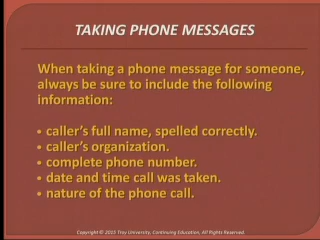 TAKING PHONE MESSAGES
When taking a phone message for someone,
always be sure to include the following
information:
• caller's full name, spelled correctly.
• caller's organization.
• complete phone number.
• date and time call was taken.
• nature of the phone call.
Copyright © 2015 Troy University, Continuing Education, All Rights Reserved.